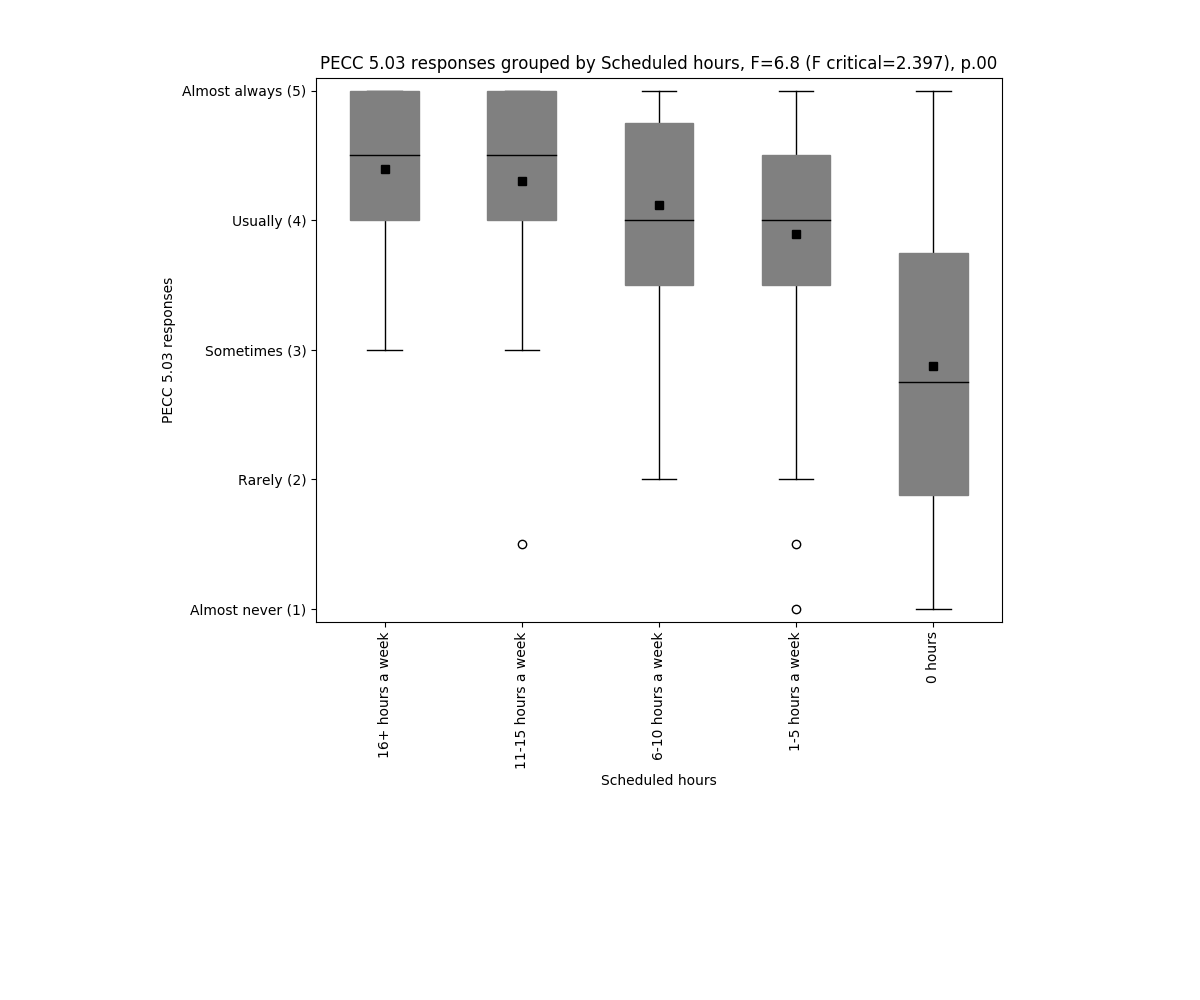 PECC 5.03 responses grouped by Scheduled hours, F=6.8 (F critical=2.397), p.00
Almost always (5)
Usually (4)
Sometimes (3)
Rarely (2)
Almost never (1)
PECC 5.03 responses
16+ hours a week
11-15 hours a week
6-10 hours a week
1-5 hours a week
0 hours
Scheduled hours